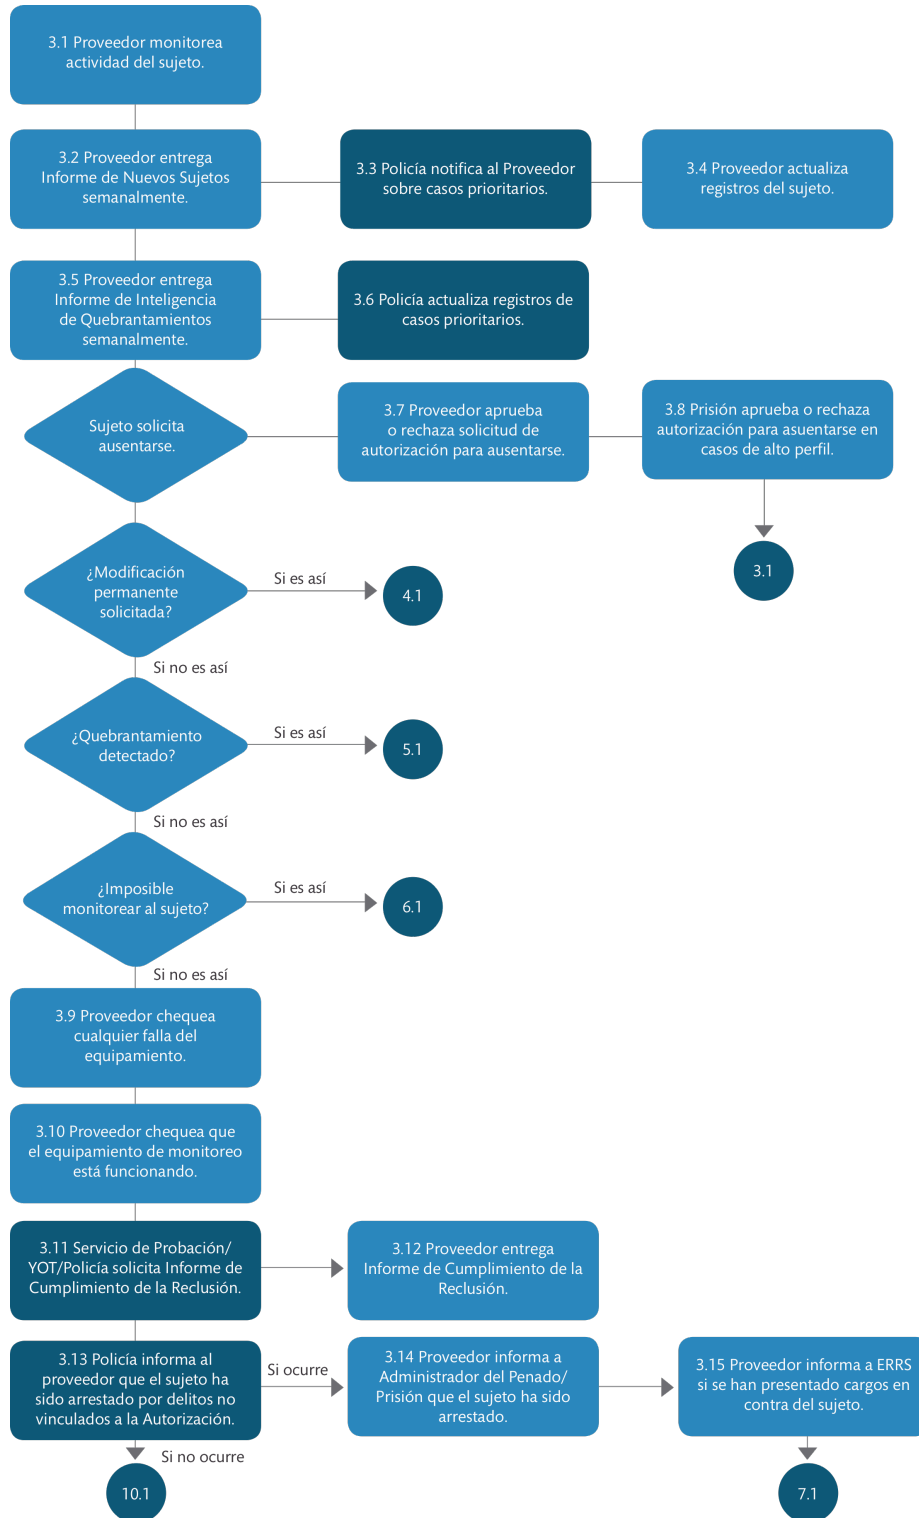 3.1 Proveedor monitorea
actividad del sujeto.
3.2 Proveedor entrega
Informe de Nuevos Sujetos
semanalmente.
3.3 Policía notifica al Proveedor
sobre casos prioritarios.
3.4 Proveedor actualiza
registros del sujeto.
3.5 Proveedor entrega
Informe de Inteligencia
de Quebrantamientos
semanalmente.
3.6 Policía actualiza registros de
casos prioritarios.
Sujeto solicita
ausentarse.
3.7 Proveedor aprueba
o rechaza solicitud de
autorización para ausentarse.
3.8 Prisión aprueba o rechaza
autorización para asuentarse en
casos de alto perfil.
3.1
¿Modificación
permanente
solicitada?
Si es así
4.1
Si no es así
¿Quebrantamiento
detectado?
Si es así
5.1
Si no es así
¿Imposible
monitorear al sujeto?
Si es así
6.1
Si no es así
3.9 Proveedor chequea
cualquier falla del
equipamiento.
3.10 Proveedor chequea que
el equipamiento de monitoreo
está funcionando.
3.11 Servicio de Probación/
YOT/Policía solicita Informe de
Cumplimiento de la Reclusión.
3.12 Proveedor entrega
Informe de Cumplimiento de la
Reclusión.
3.13 Policía informa al
proveedor que el sujeto ha
sido arrestado por delitos no
vinculados a la Autorización.
Si ocurre
3.14 Proveedor informa a
Administrador del Penado/
Prisión que el sujeto ha sido
arrestado.
3.15 Proveedor informa a ERRS
si se han presentado cargos en
contra del sujeto.
Si no ocurre
10.1
7.1